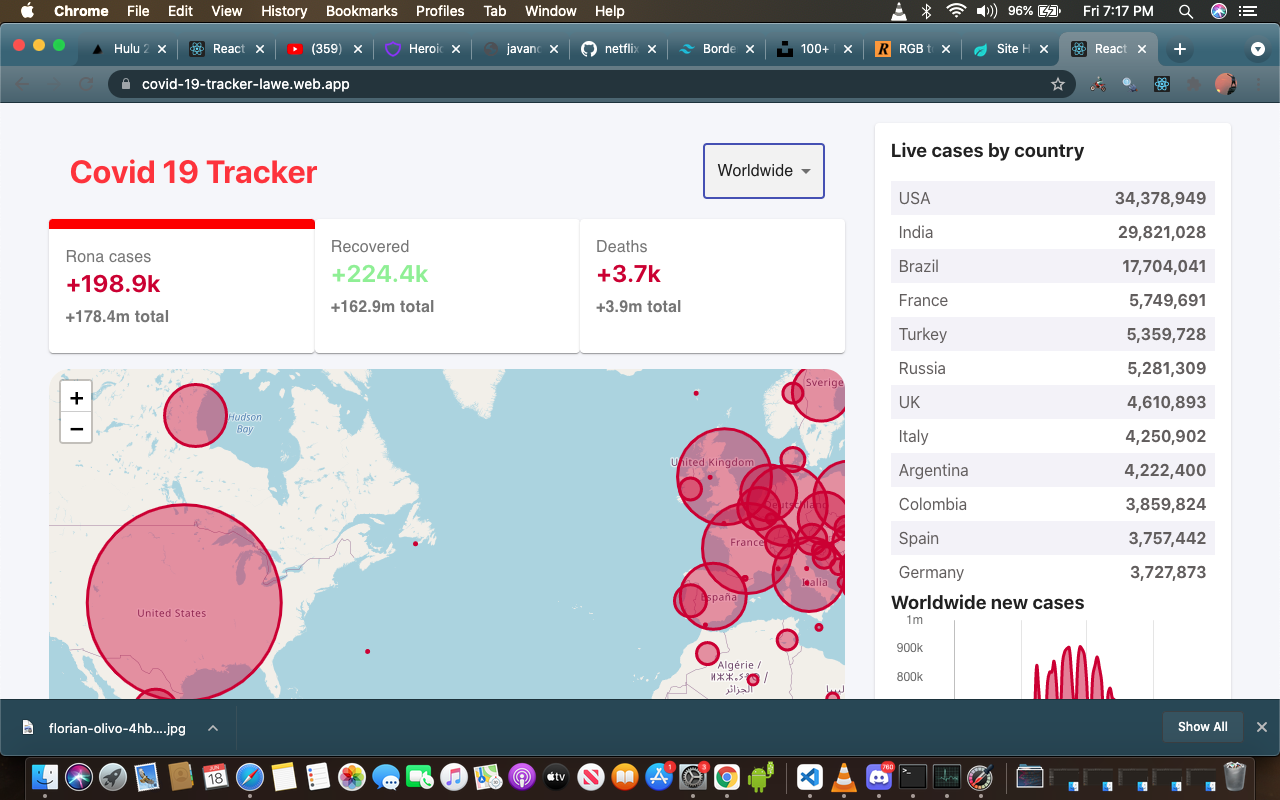 Chrome File Edit View History Bookmarks Profiles Tab Window Help 96% Fri 7:17 PM
Hulu 2 React (359) Heroic javanc netflix Borde 100+ RGB t Site H React
covid-19-tracker-lawe.web.app
Covid 19 Tracker
Worldwide
Rona cases
+198.9k
+178.4m total
Recovered
+224.4k
+162.9m total
Deaths
+3.7k
+3.9m total
+
−
Hudson
Bay
United States
Sverige
United Kingdom
Deutschland
France
Italia
España
Algérie /
ⵍⵣⵣⴰⵢⴻⵔ /
الجزائر
Live cases by country
USA 34,378,949
India 29,821,028
Brazil 17,704,041
France 5,749,691
Turkey 5,359,728
Russia 5,281,309
UK 4,610,893
Italy 4,250,902
Argentina 4,222,400
Colombia 3,859,824
Spain 3,757,442
Germany 3,727,873
Worldwide new cases
1m
900k
800k
florian-olivo-4hb....jpg
Show All
JUN
18
tv
1
3
760